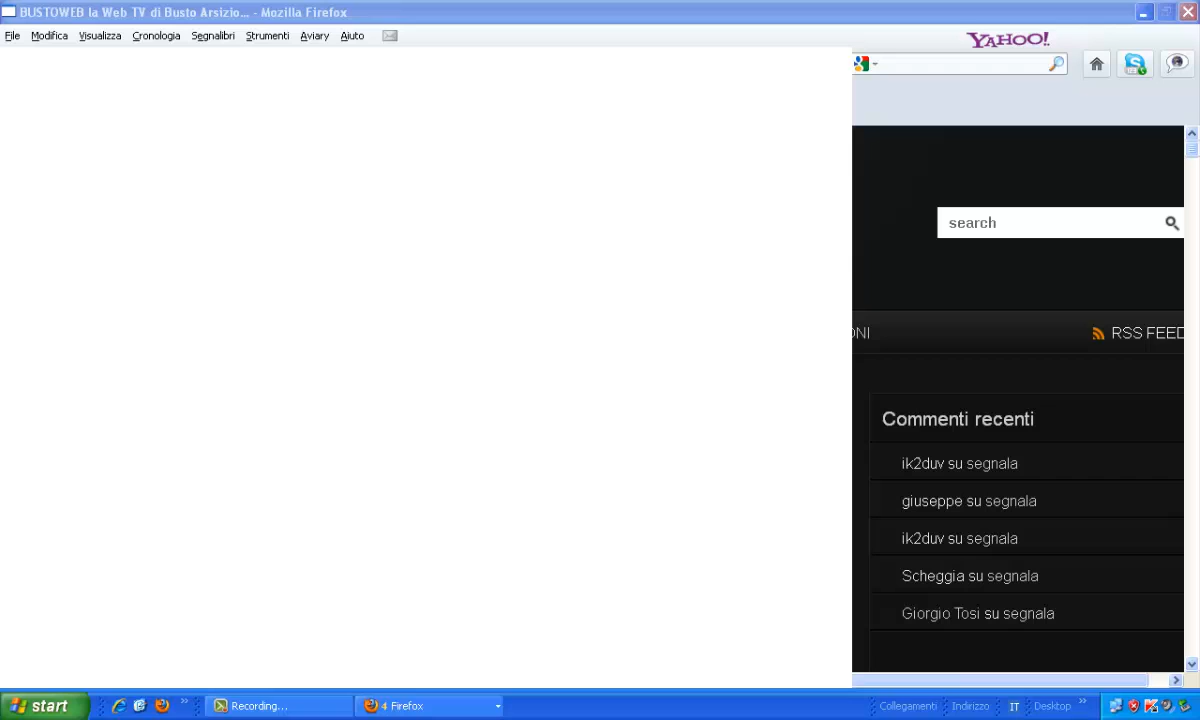 BUSTOWEB la Web TV di Busto Arsizio... - Mozilla Firefox
File Modifica Visualizza Cronologia Segnalibri Strumenti Aviary Aiuto
YAHOO!
search
ONI
RSS FEED
Commenti recenti
ik2duv su segnala
giuseppe su segnala
ik2duv su segnala
Scheggia su segnala
Giorgio Tosi su segnala
start Recording... 4 Firefox Collegamenti Indirizzo IT Desktop